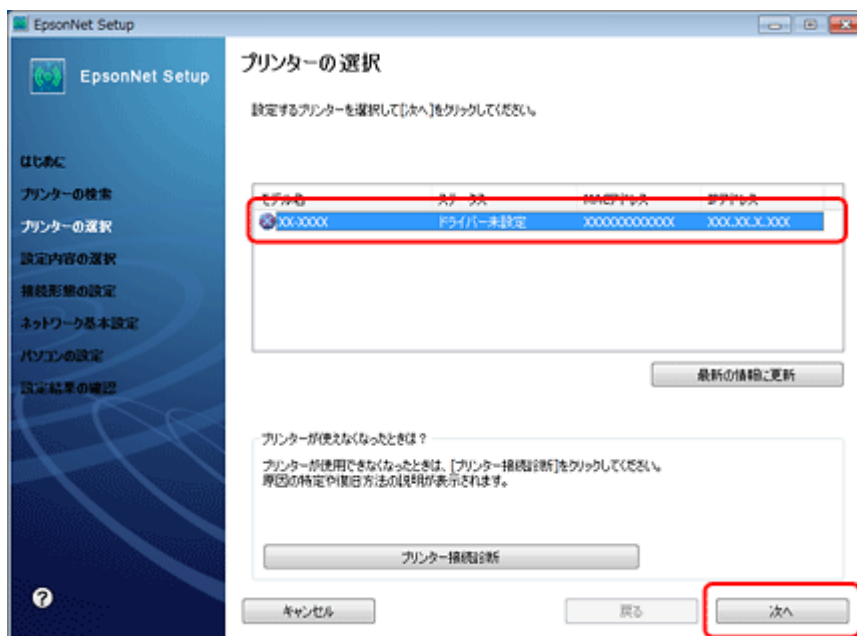 EpsonNet Setup
EpsonNet Setup
はじめに
プリンターの検索
プリンターの選択
設定内容の選択
接続形態の設定
ネットワーク基本設定
パソコンの設定
設定結果の確認
プリンターの選択
設定するプリンターを選択して[次へ]をクリックしてください。
モデル名 ステータス MACアドレス IPアドレス
XX-XXXX ドライバー未設定 XXXXXXXXXXXX XXX.XX.X.XXX
最新の情報に更新
プリンターが使えなくなったときは?
プリンターが使用できなくなったときは、[プリンター接続診断]をクリックしてください。
原因の特定や復旧方法の説明が表示されます。
プリンター接続診断
?
キャンセル 戻る 次へ